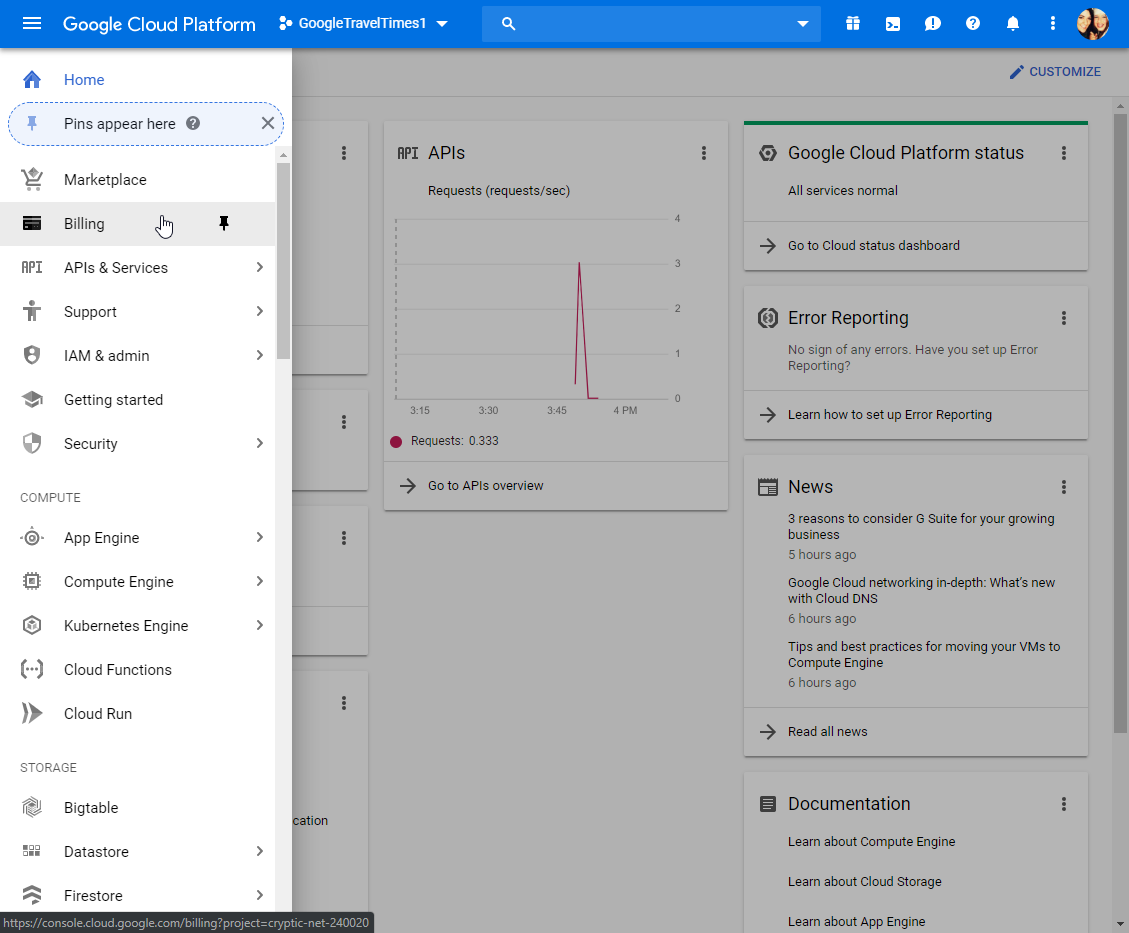 Google Cloud Platform
GoogleTravelTimes1
Home
Pins appear here
Marketplace
Billing
API
APIs & Services
Support
IAM & admin
Getting started
Security
COMPUTE
App Engine
Compute Engine
Kubernetes Engine
Cloud Functions
Cloud Run
STORAGE
Bigtable
Datastore
Firestore
https://console.cloud.google.com/billing?project=cryptic-net-240020
cation
CUSTOMIZE
API
APIs
Requests (requests/sec)
4
3
2
1
0
3:15
3:30
3:45
4 PM
Requests: 0.333
Go to APIs overview
Google Cloud Platform status
All services normal
Go to Cloud status dashboard
Error Reporting
No sign of any errors. Have you set up Error
Reporting?
Learn how to set up Error Reporting
News
3 reasons to consider G Suite for your growing
business
5 hours ago
Google Cloud networking in-depth: What's new
with Cloud DNS
6 hours ago
Tips and best practices for moving your VMs to
Compute Engine
6 hours ago
Read all news
Documentation
Learn about Compute Engine
Learn about Cloud Storage
Learn about App Engine